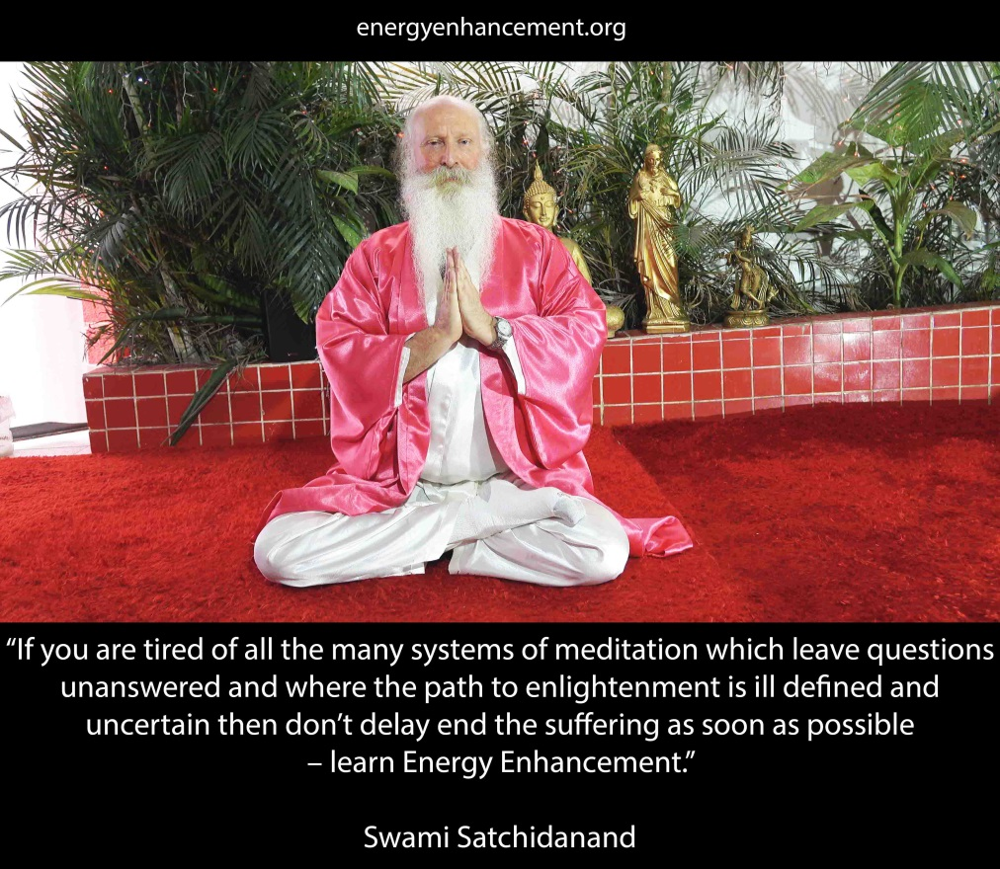 energyenhancement.org
“If you are tired of all the many systems of meditation which leave questions
unanswered and where the path to enlightenment is ill defined and
uncertain then don’t delay end the suffering as soon as possible
– learn Energy Enhancement.”
Swami Satchidanand